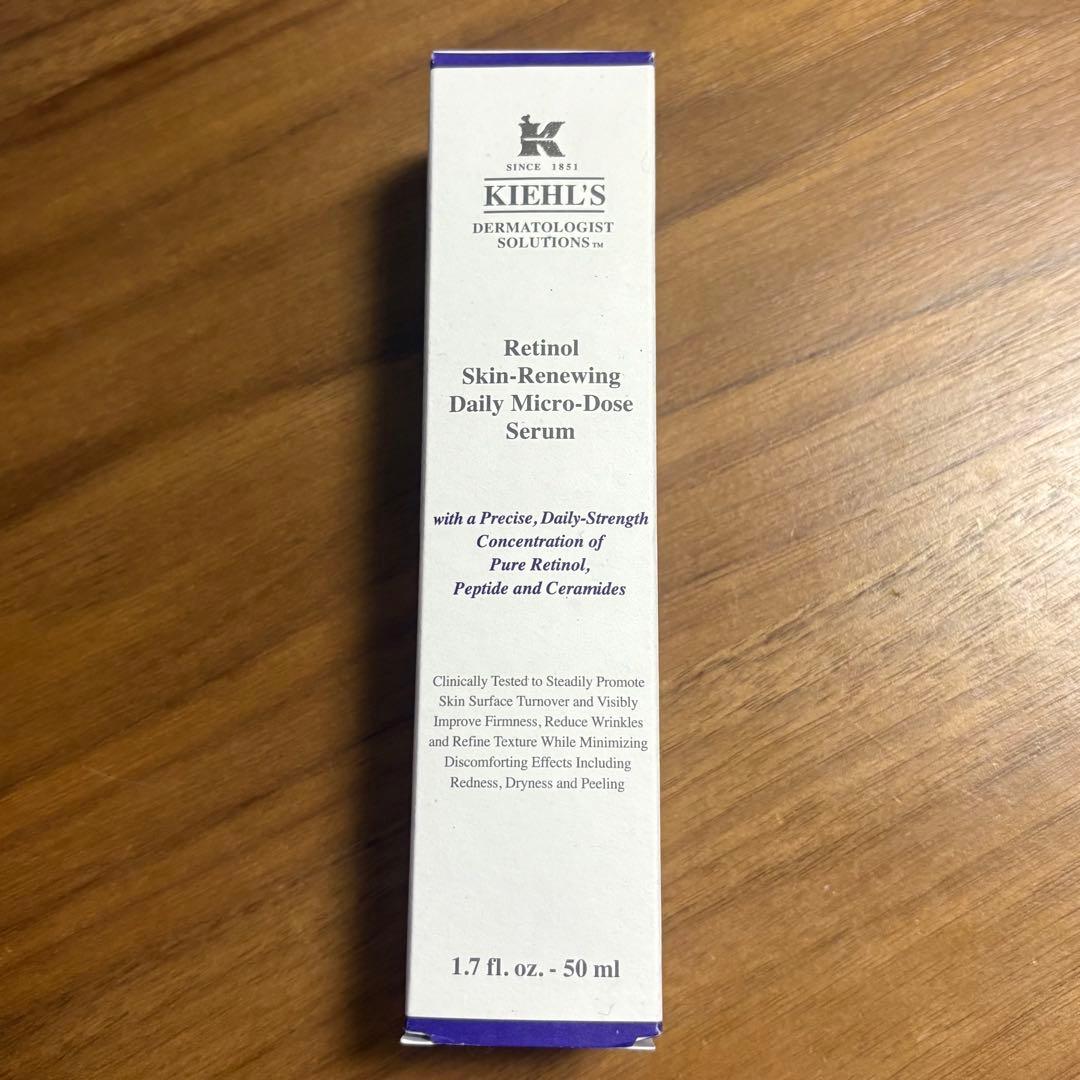 K
SINCE 1851
KIEHL'S
DERMATOLOGIST
SOLUTIONS™
Retinol
Skin-Renewing
Daily Micro-Dose
Serum
with a Precise, Daily-Strength
Concentration of
Pure Retinol,
Peptide and Ceramides
Clinically Tested to Steadily Promote
Skin Surface Turnover and Visibly
Improve Firmness, Reduce Wrinkles
and Refine Texture While Minimizing
Discomforting Effects Including
Redness, Dryness and Peeling
1.7 fl. oz. - 50 ml